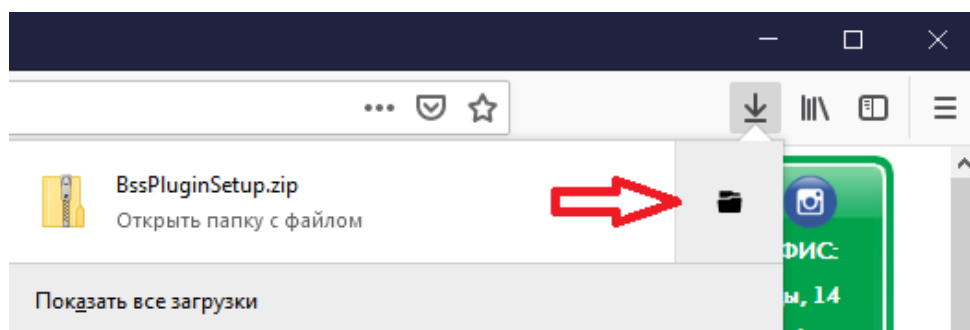 BssPluginSetup.zip
Открыть папку с файлом
ФИС:
ы, 14
Показать все загрузки